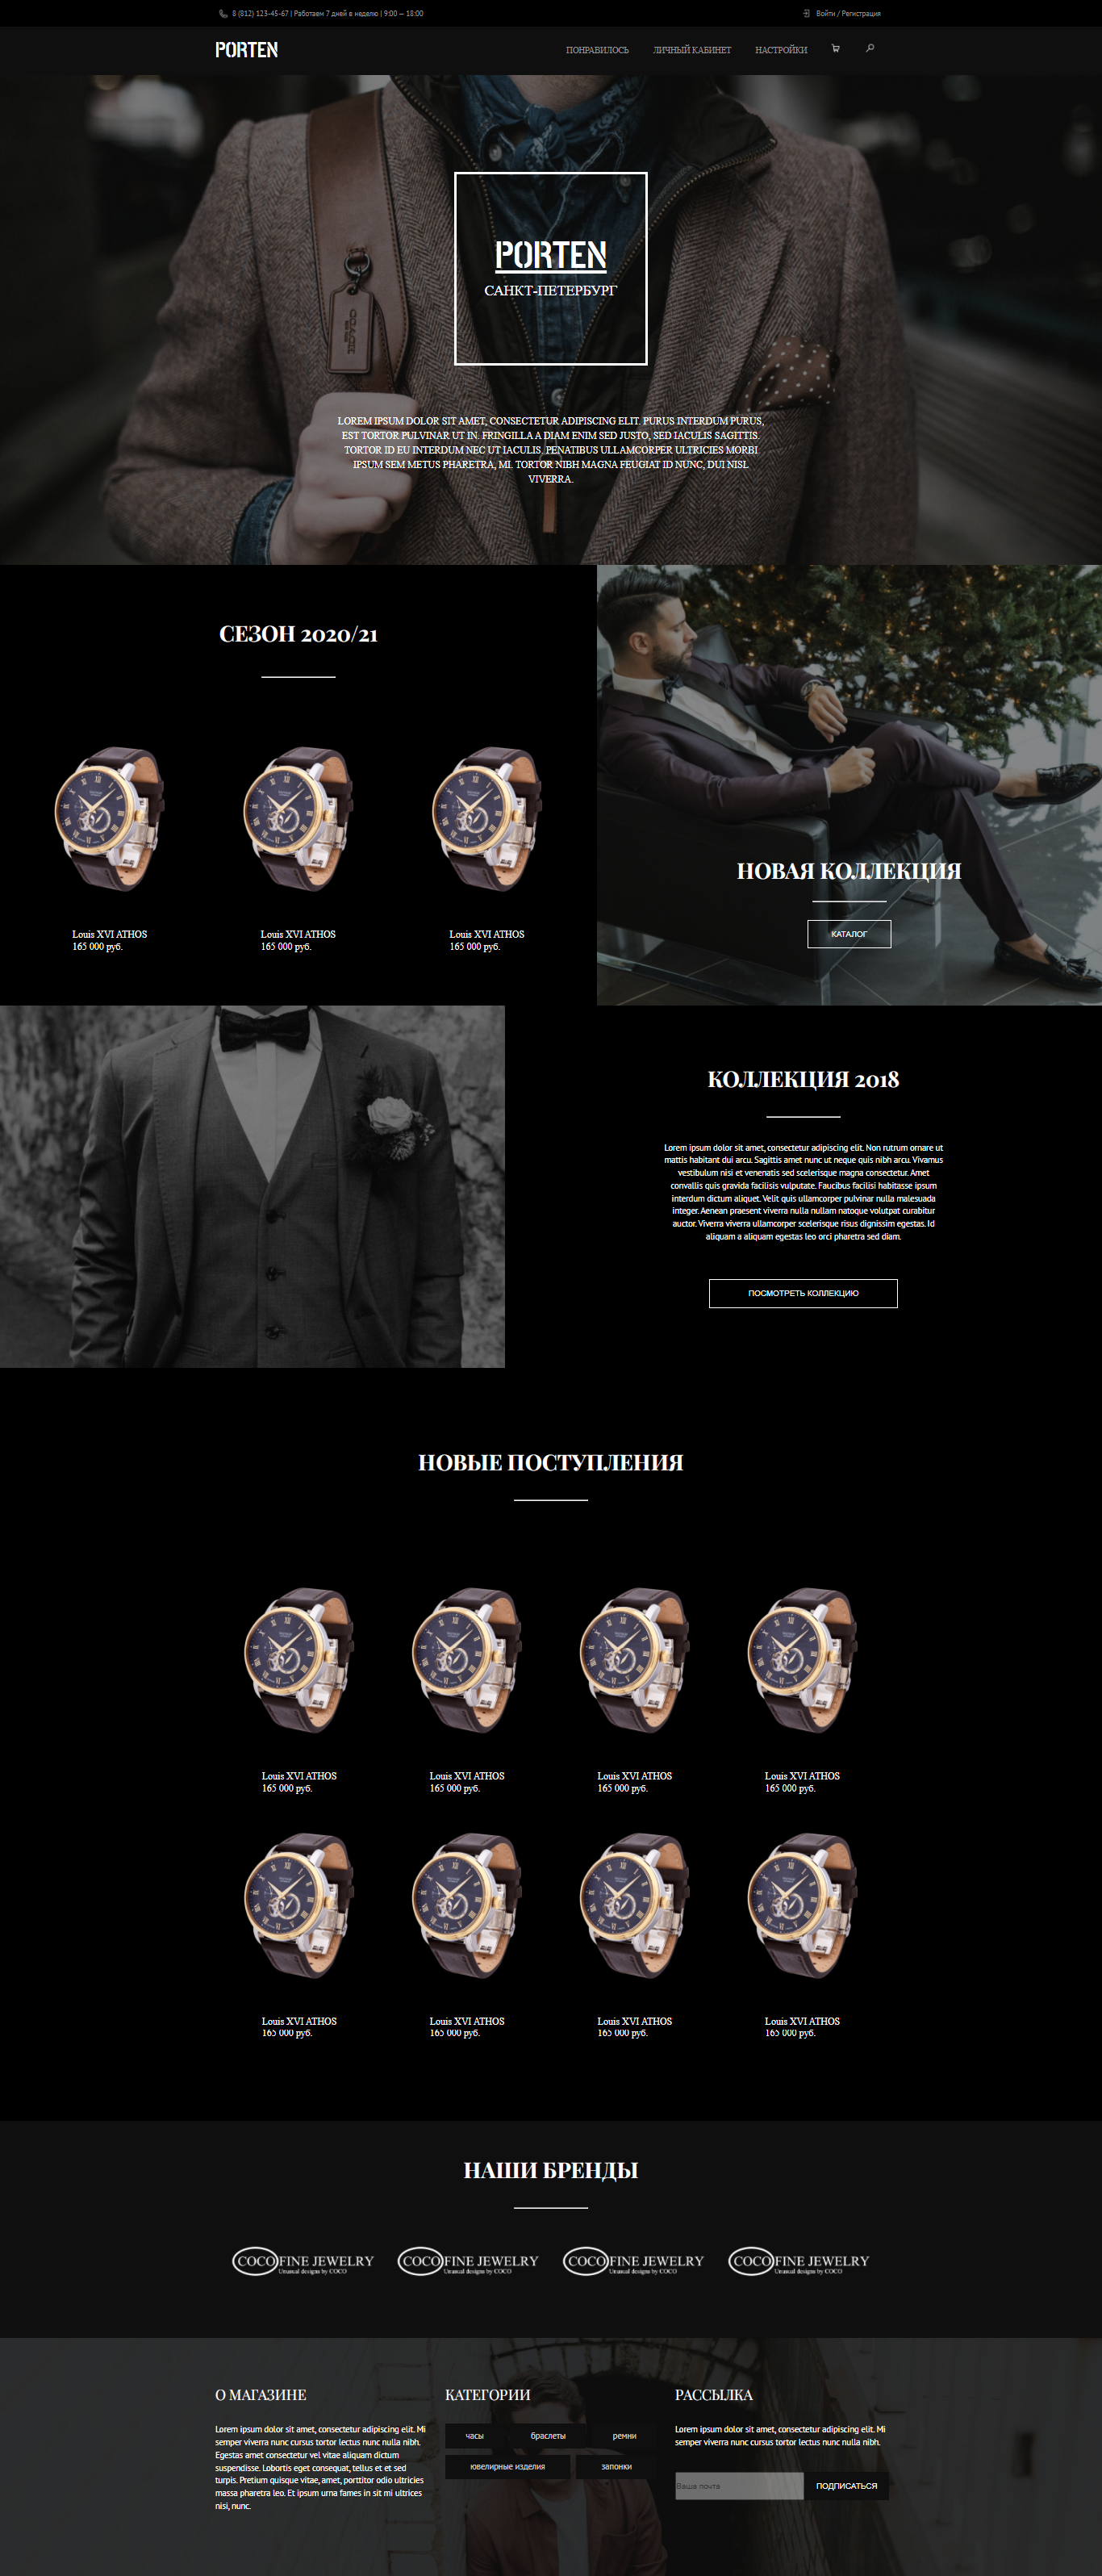 8 (812) 123-45-67 | Работаем 7 дней в неделю | 9:00 — 18:00
Войти / Регистрация
PORTEN
ПОНРАВИЛОСЬ
ЛИЧНЫЙ КАБИНЕТ
НАСТРОЙКИ
COACH
PORTEN
САНКТ-ПЕТЕРБУРГ
LOREM IPSUM DOLOR SIT AMET, CONSECTETUR ADIPISCING ELIT. PURUS INTERDUM PURUS,
EST TORTOR PULVINAR UT IN. FRINGILLA A DIAM ENIM SED JUSTO, SED IACULIS SAGITTIS.
TORTOR ID EU INTERDUM NEC UT IACULIS. PENATIBUS ULLAMCORPER ULTRICIES MORBI
IPSUM SEM METUS PHARETRA, MI. TORTOR NIBH MAGNA FEUGIAT ID NUNC, DUI NISL
VIVERRA.
СЕЗОН 2020/21
Louis XVI ATHOS
165 000 руб.
Louis XVI ATHOS
165 000 руб.
Louis XVI ATHOS
165 000 руб.
НОВАЯ КОЛЛЕКЦИЯ
КАТАЛОГ
КОЛЛЕКЦИЯ 2018
Lorem ipsum dolor sit amet, consectetur adipiscing elit. Non rutrum ornare ut
mattis habitant dui arcu. Sagittis amet nunc ut neque quis nibh arcu. Vivamus
vestibulum nisi et venenatis sed scelerisque magna consectetur. Amet
convallis quis gravida facilisis vulputate. Faucibus facilisi habitasse ipsum
interdum dictum aliquet. Velit quis ullamcorper pulvinar nulla malesuada
integer. Aenean praesent viverra nulla nullam natoque volutpat curabitur
auctor. Viverra viverra ullamcorper scelerisque risus dignissim egestas. Id
aliquam a aliquam egestas leo orci pharetra sed diam.
ПОСМОТРЕТЬ КОЛЛЕКЦИЮ
НОВЫЕ ПОСТУПЛЕНИЯ
Louis XVI ATHOS
165 000 руб.
Louis XVI ATHOS
165 000 руб.
Louis XVI ATHOS
165 000 руб.
Louis XVI ATHOS
165 000 руб.
Louis XVI ATHOS
165 000 руб.
Louis XVI ATHOS
165 000 руб.
Louis XVI ATHOS
165 000 руб.
Louis XVI ATHOS
165 000 руб.
НАШИ БРЕНДЫ
COCO FINE JEWELRY
Unusual designs by COCO
COCO FINE JEWELRY
Unusual designs by COCO
COCO FINE JEWELRY
Unusual designs by COCO
COCO FINE JEWELRY
Unusual designs by COCO
О МАГАЗИНЕ
Lorem ipsum dolor sit amet, consectetur adipiscing elit. Mi
semper viverra nunc cursus tortor lectus nunc nulla nibh.
Egestas amet consectetur vel vitae aliquam dictum
suspendisse. Lobortis eget consequat, tellus et et sed
turpis. Pretium quisque vitae, amet, porttitor odio ultricies
massa pharetra leo. Et ipsum urna fames in sit mi ultrices
nisi, nunc.
КАТЕГОРИИ
часы
браслеты
ремни
ювелирные изделия
запонки
РАССЫЛКА
Lorem ipsum dolor sit amet, consectetur adipiscing elit. Mi
semper viverra nunc cursus tortor lectus nunc nulla nibh.
Ваша почта
ПОДПИСАТЬСЯ